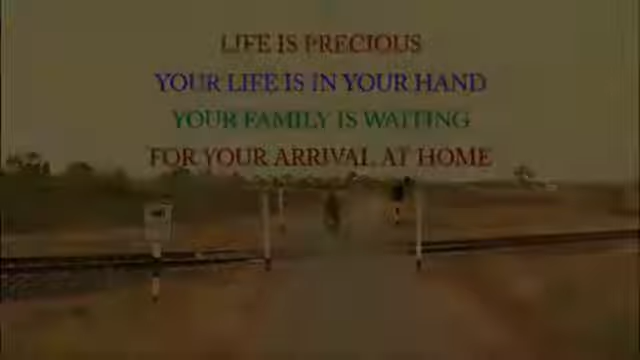 LIFE IS PRECIOUS
YOUR LIFE IS IN YOUR HAND
YOUR FAMILY IS WAITING
FOR YOUR ARRIVAL AT HOME